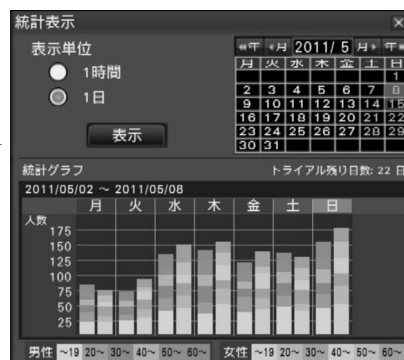 統計表示
表示単位
1時間
1日
表示
年 月 2011/ 5 月 年
月 火 水 木 金 土 日
1
2 3 4 5 6 7 8
9 10 11 12 13 14 15
16 17 18 19 20 21 22
23 24 25 26 27 28 29
30 31
統計グラフ
トライアル残り日数: 22 日
2011/05/02 ～ 2011/05/08
月 火 水 木 金 土 日
人数
175
150
125
100
75
50
25
男性 ~19 20~ 30~ 40~ 50~ 60~
女性 ~19 20~ 30~ 40~ 50~ 60~